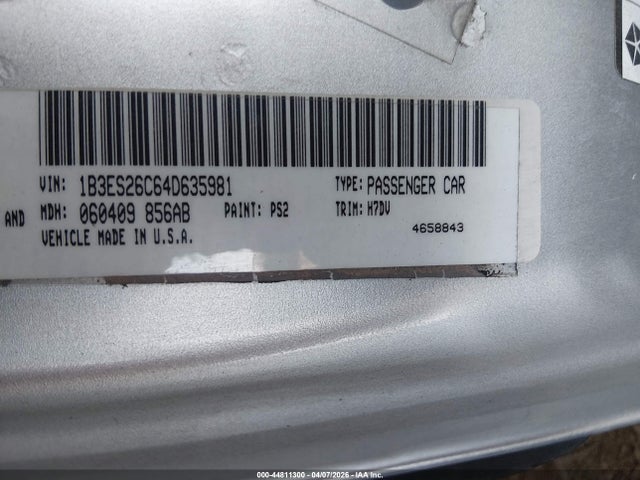 VIN: 1B3ES26C64D635981 TYPE: PASSENGER CAR
AND MDH: 060409 856AB PAINT: PS2 TRIM: H7DV
VEHICLE MADE IN U.S.A. 4658843
000-44811300 - 04/07/2026 - IAA Inc.